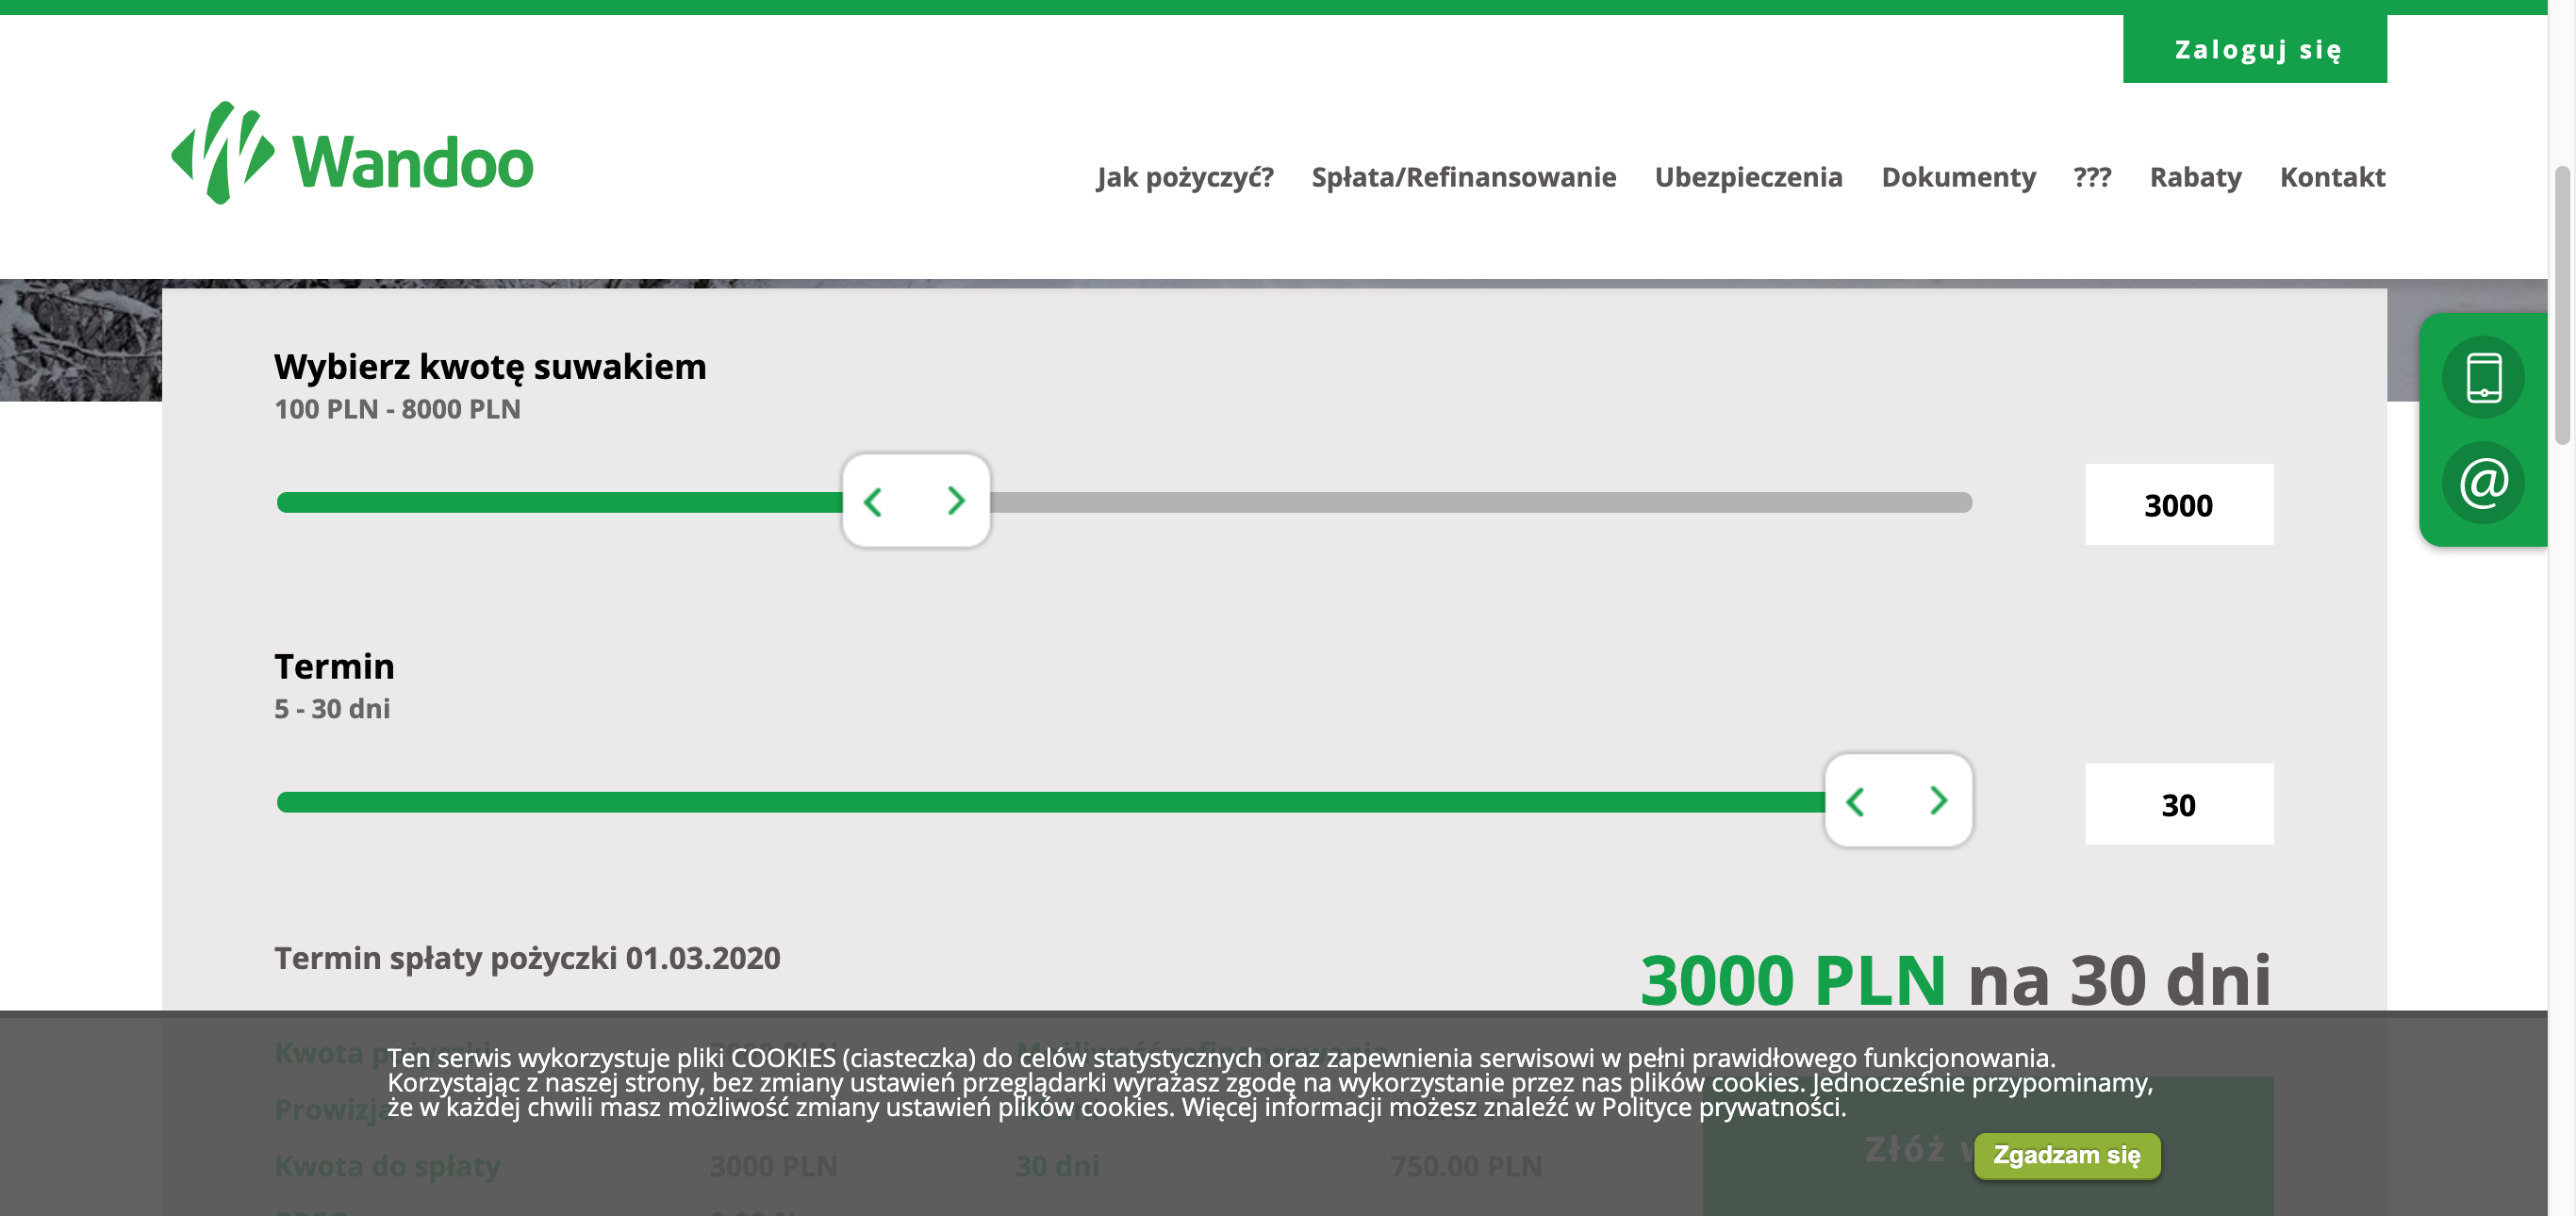 Zaloguj się
Wandoo
Jak pożyczyć? Spłata/Refinansowanie Ubezpieczenia Dokumenty ??? Rabaty Kontakt
Wybierz kwotę suwakiem
100 PLN - 8000 PLN
3000
@
Termin
5 - 30 dni
30
Termin spłaty pożyczki 01.03.2020
3000 PLN na 30 dni
Kwota
Ten serwis wykorzystuje pliki COOKIES (ciasteczka) do celów statystycznych oraz zapewnienia serwisowi w pełni prawidłowego funkcjonowania.
Korzystając z naszej strony, bez zmiany ustawień przeglądarki wyrażasz zgodę na wykorzystanie przez nas plików cookies. Jednocześnie przypominamy,
Prowizja
że w każdej chwili masz możliwość zmiany ustawień plików cookies. Więcej informacji możesz znaleźć w Polityce prywatności.
Złóż
Zgadzam się
Kwota do spłaty 3000 PLN 30 dni 750.00 PLN